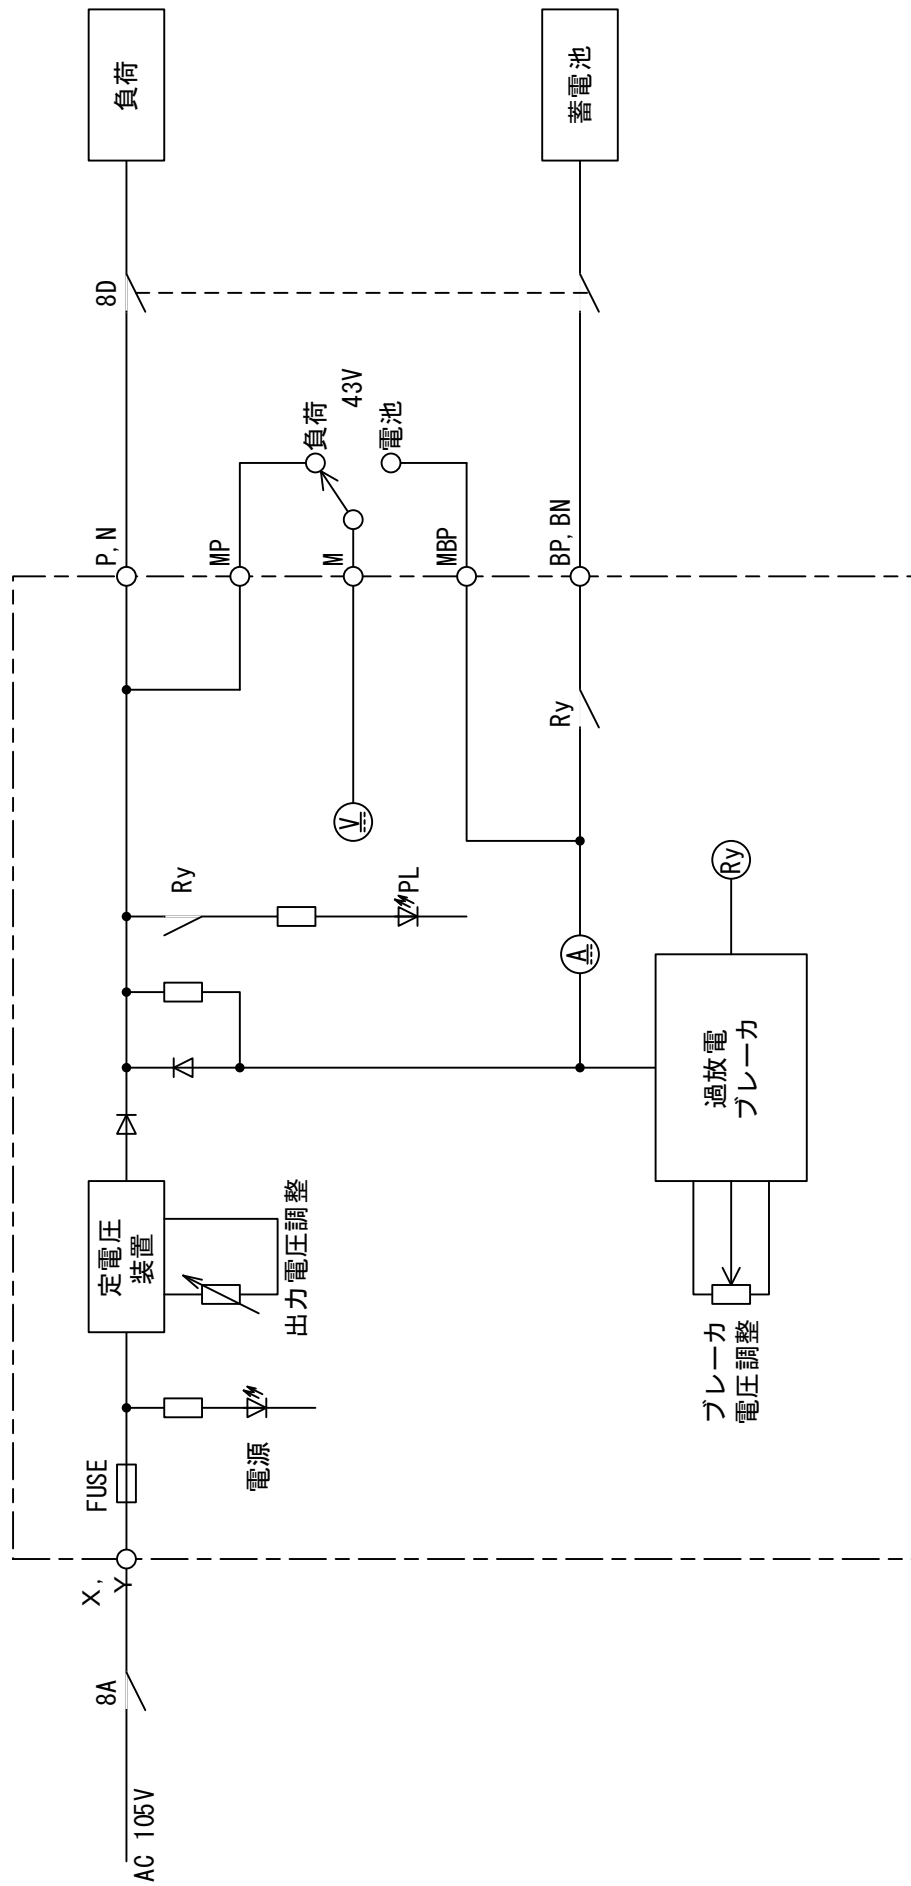 AC 105V
8A
X,
Y
FUSE
電源
定電圧
装置
出力電圧調整
Ry
PL
V
A
Ry
P,N
MP
M
MBP
BP,BN
負荷
43V
電池
8D
負荷
蓄電池
ブレーカ
電圧調整
過放電
ブレーカ
Ry